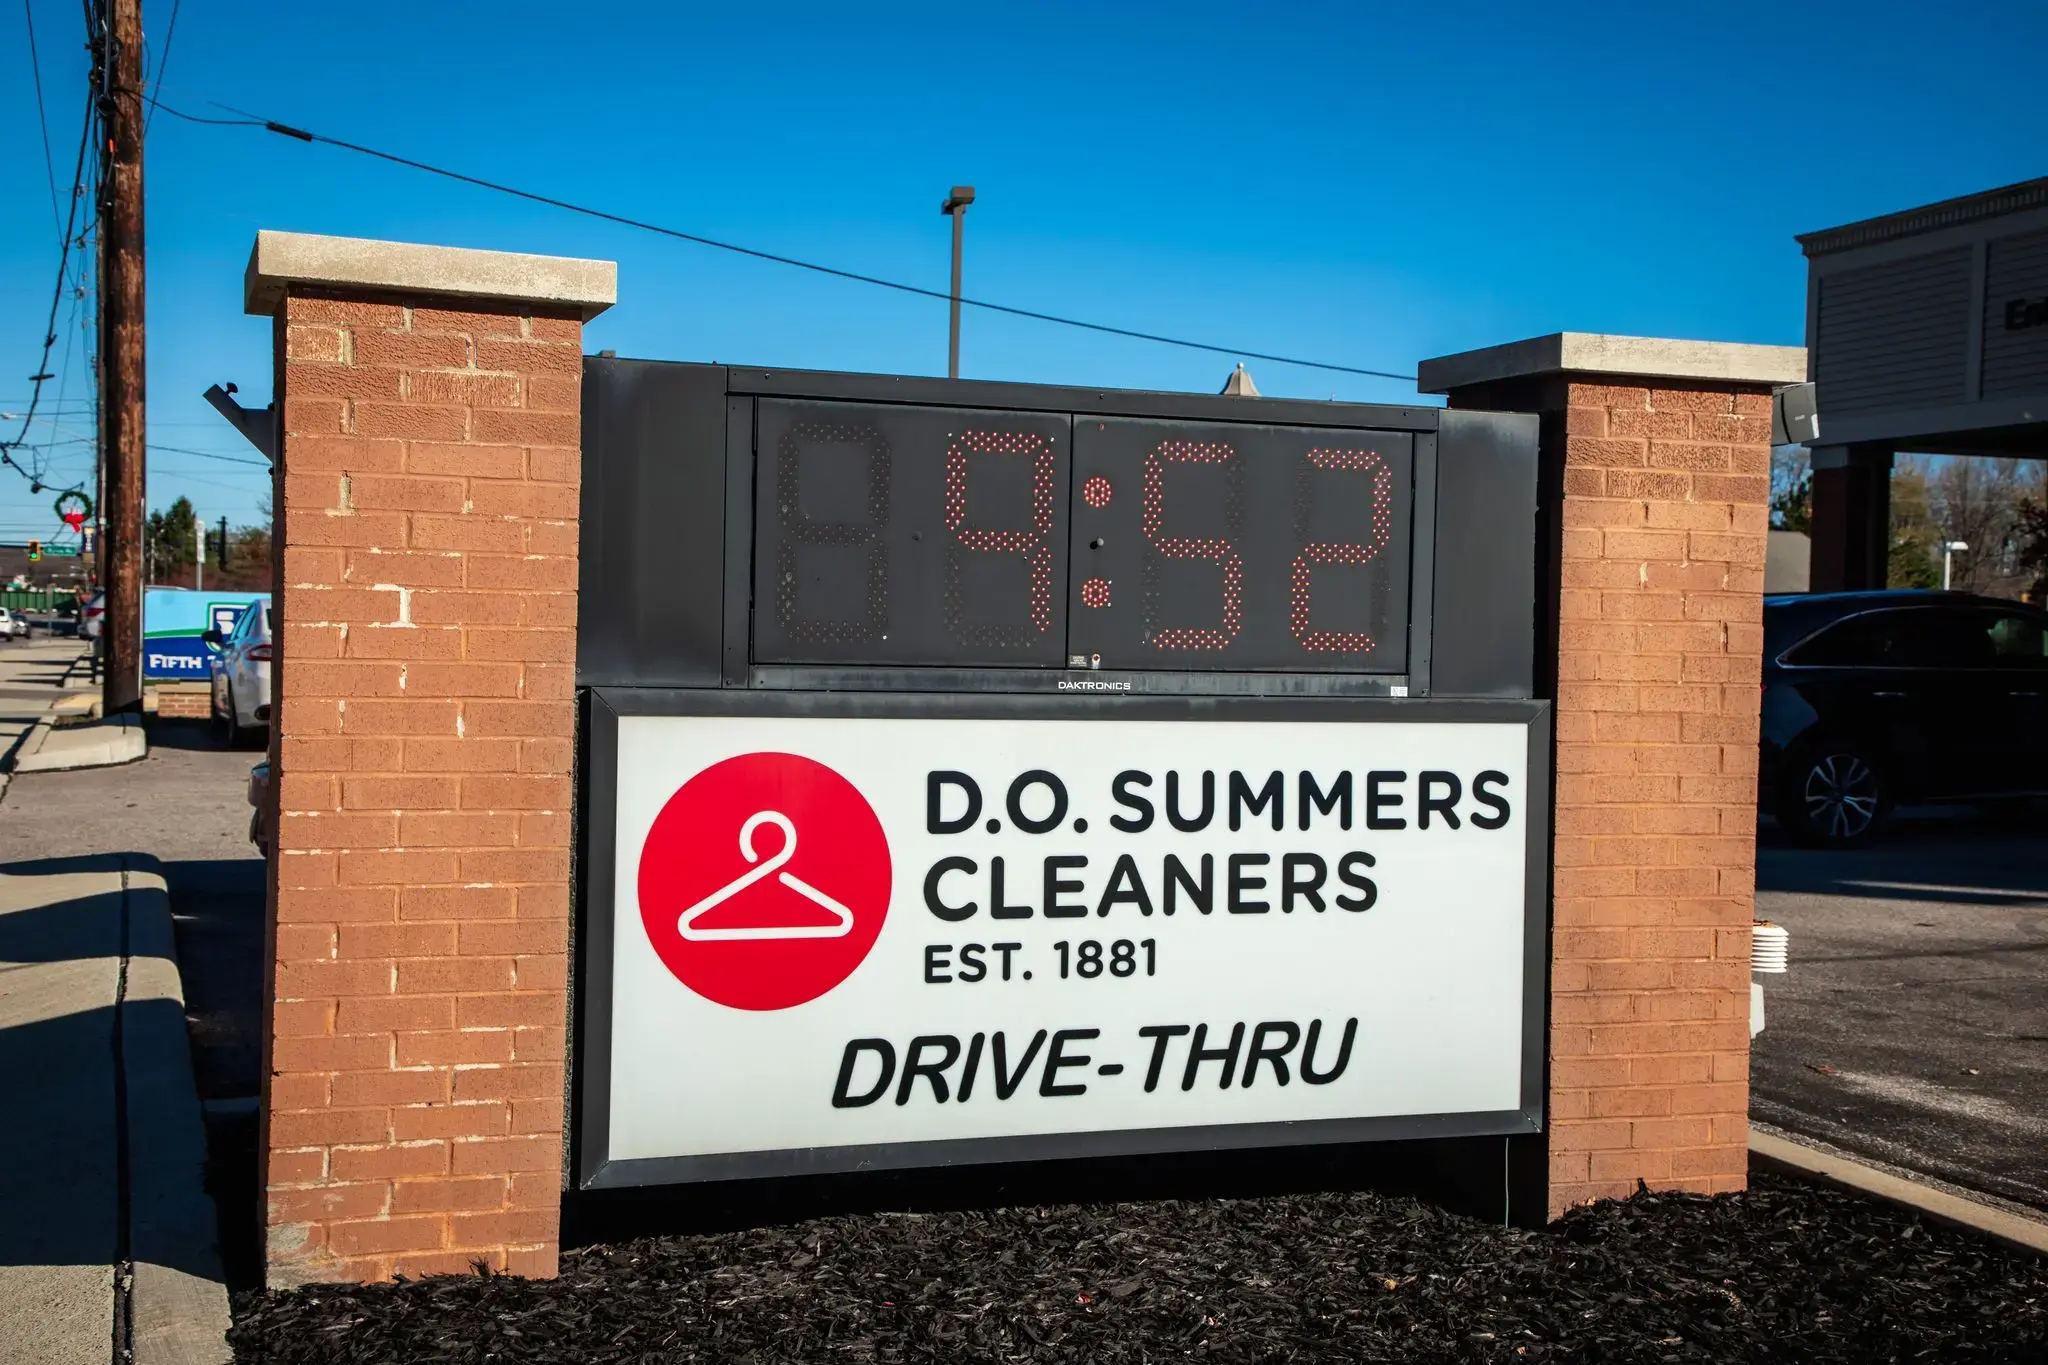 9:52
DAKTRONICS
D.O. SUMMERS
CLEANERS
EST. 1881
DRIVE-THRU
FIFTH